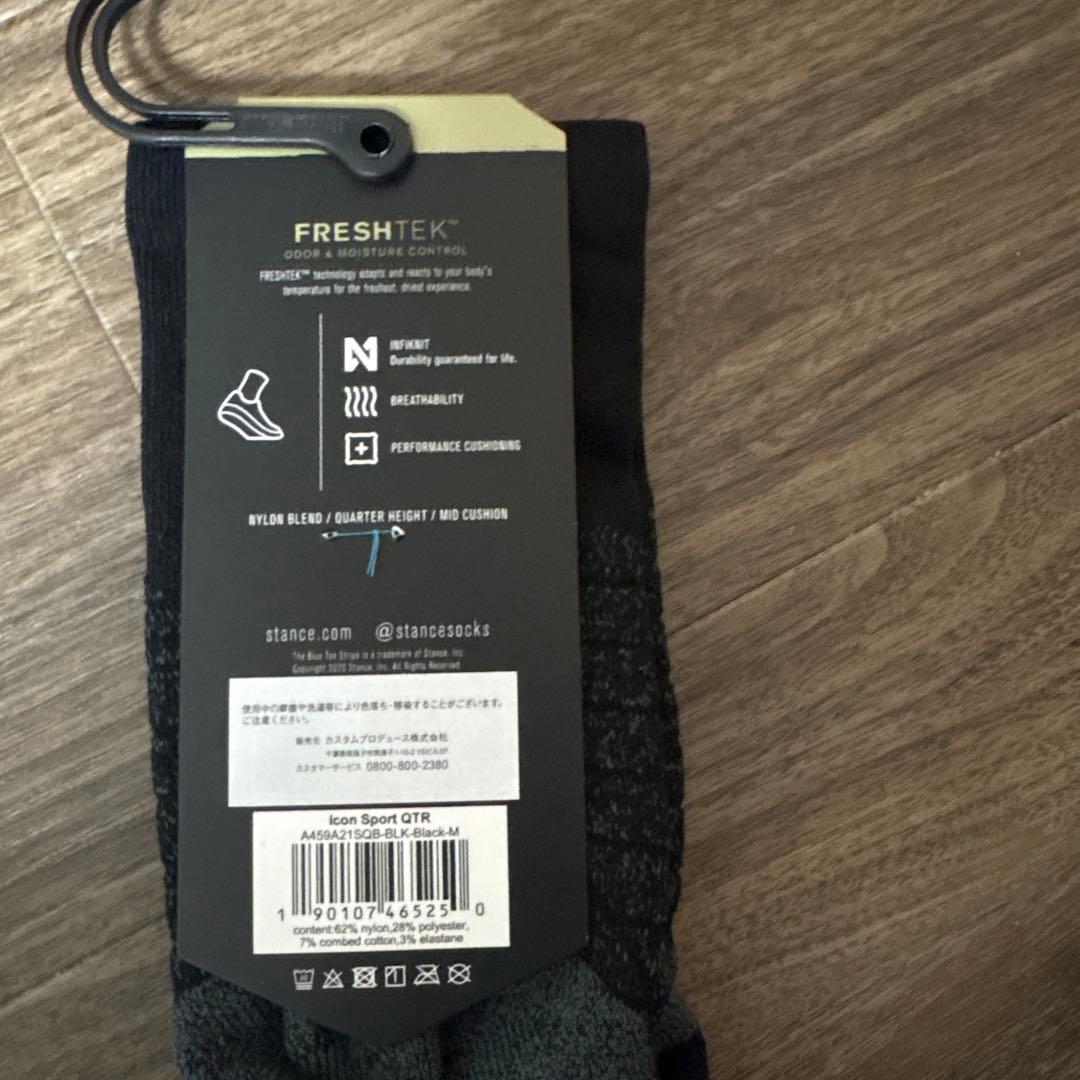 FRESHTEK™
ODOR & MOISTURE CONTROL
FRESHTEK™ technology adapts and reacts to your body's
temperature for the freshest, driest experience.
INFIKNIT
Durability guaranteed for life.
BREATHABILITY
PERFORMANCE CUSHIONING
NYLON BLEND / QUARTER HEIGHT / MID CUSHION
stance.com @stancesocks
The Blue Toe Stripe is a trademark of Stance, Inc.
Copyright 2020 Stance, Inc. All Rights Reserved.
使用中の摩擦や洗濯等により色落ち・移染することがございます。
ご注意ください。
販売元 カスタムプロデュース株式会社
カスタマーサービス 0800-800-2380
Icon Sport QTR
A459A21SQB-BLK-Black-M
1 90107 46525 0
content:62% nylon,28% polyester,
7% combed cotton,3% elastane